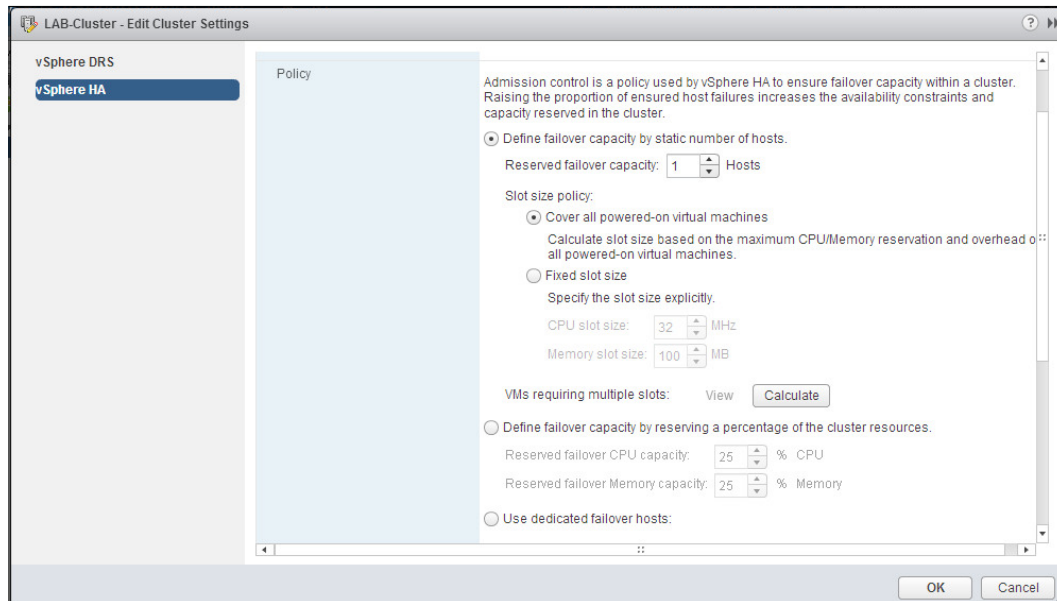 LAB-Cluster - Edit Cluster Settings
?
vSphere DRS
vSphere HA
Policy
Admission control is a policy used by vSphere HA to ensure failover capacity within a cluster.
Raising the proportion of ensured host failures increases the availability constraints and
capacity reserved in the cluster.
Define failover capacity by static number of hosts.
Reserved failover capacity: 1 Hosts
Slot size policy:
Cover all powered-on virtual machines
Calculate slot size based on the maximum CPU/Memory reservation and overhead o
all powered-on virtual machines.
Fixed slot size
Specify the slot size explicitly.
CPU slot size: 32 MHz
Memory slot size: 100 MB
VMs requiring multiple slots: View Calculate
Define failover capacity by reserving a percentage of the cluster resources.
Reserved failover CPU capacity: 25 % CPU
Reserved failover Memory capacity: 25 % Memory
Use dedicated failover hosts:
OK Cancel